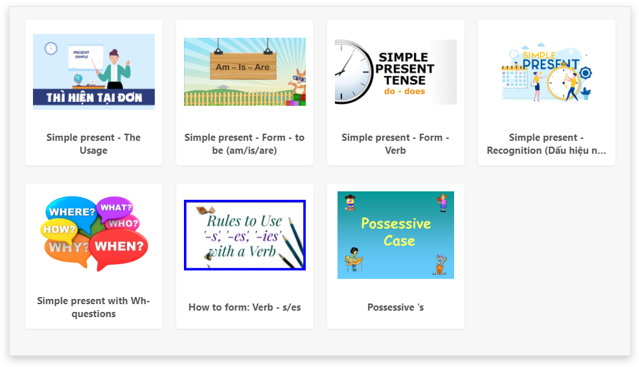 PRESENT
SIMPLE
THÌ HIỆN TẠI ĐƠN
Simple present - The
Usage
Am – Is – Are
Simple present - Form - to
be (am/is/are)
SIMPLE
PRESENT
TENSE
do - does
Simple present - Form -
Verb
SIMPLE
PRESENT
Simple present -
Recognition (Dấu hiệu n...
WHERE?
WHAT?
HOW?
WHO?
WHY?
WHEN?
Simple present with Wh-
questions
Rules to Use
'-s', '-es', '-ies'
with a Verb
How to form: Verb - s/es
Possessive
Case
Possessive 's